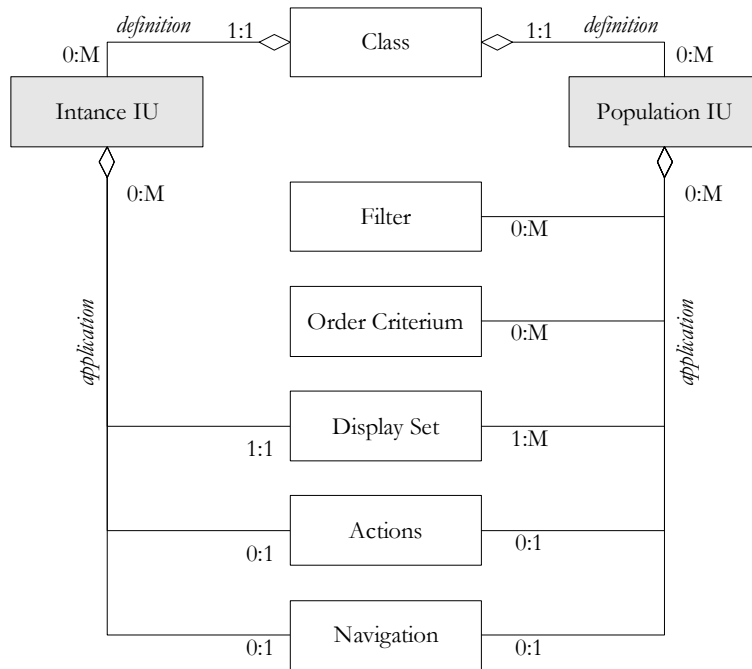 definition
1:1
Class
1:1
definition
0:M
0:M
Intance IU
Population IU
0:M
0:M
Filter
0:M
application
application
Order Criterium
0:M
Display Set
1:1
1:M
Actions
0:1
0:1
Navigation
0:1
0:1